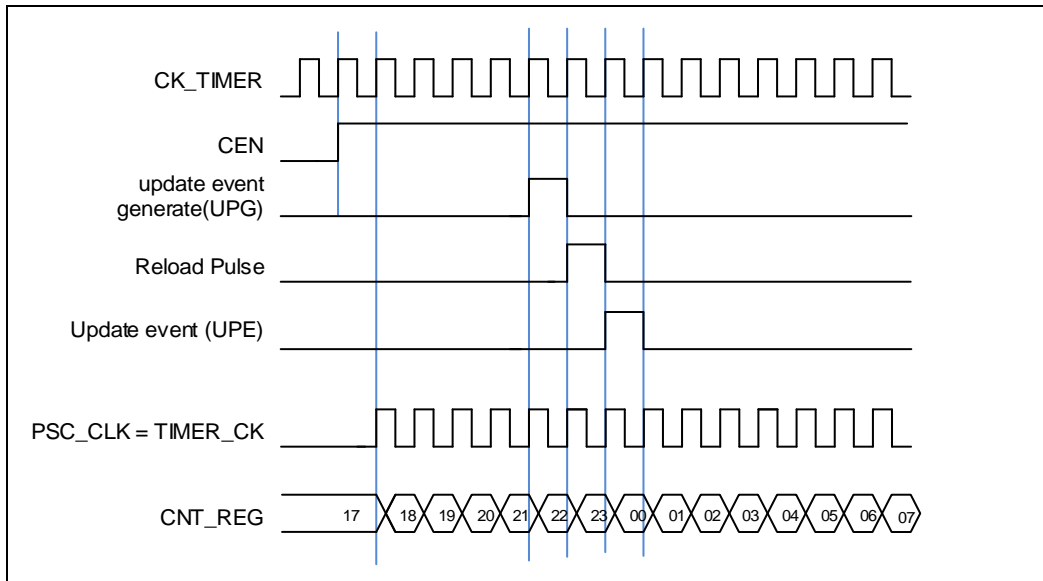 CK_TIMER
CEN
update event
generate(UPG)
Reload Pulse
Update event (UPE)
PSC_CLK = TIMER_CK
CNT_REG 17 18 19 20 21 22 23 00 01 02 03 04 05 06 07